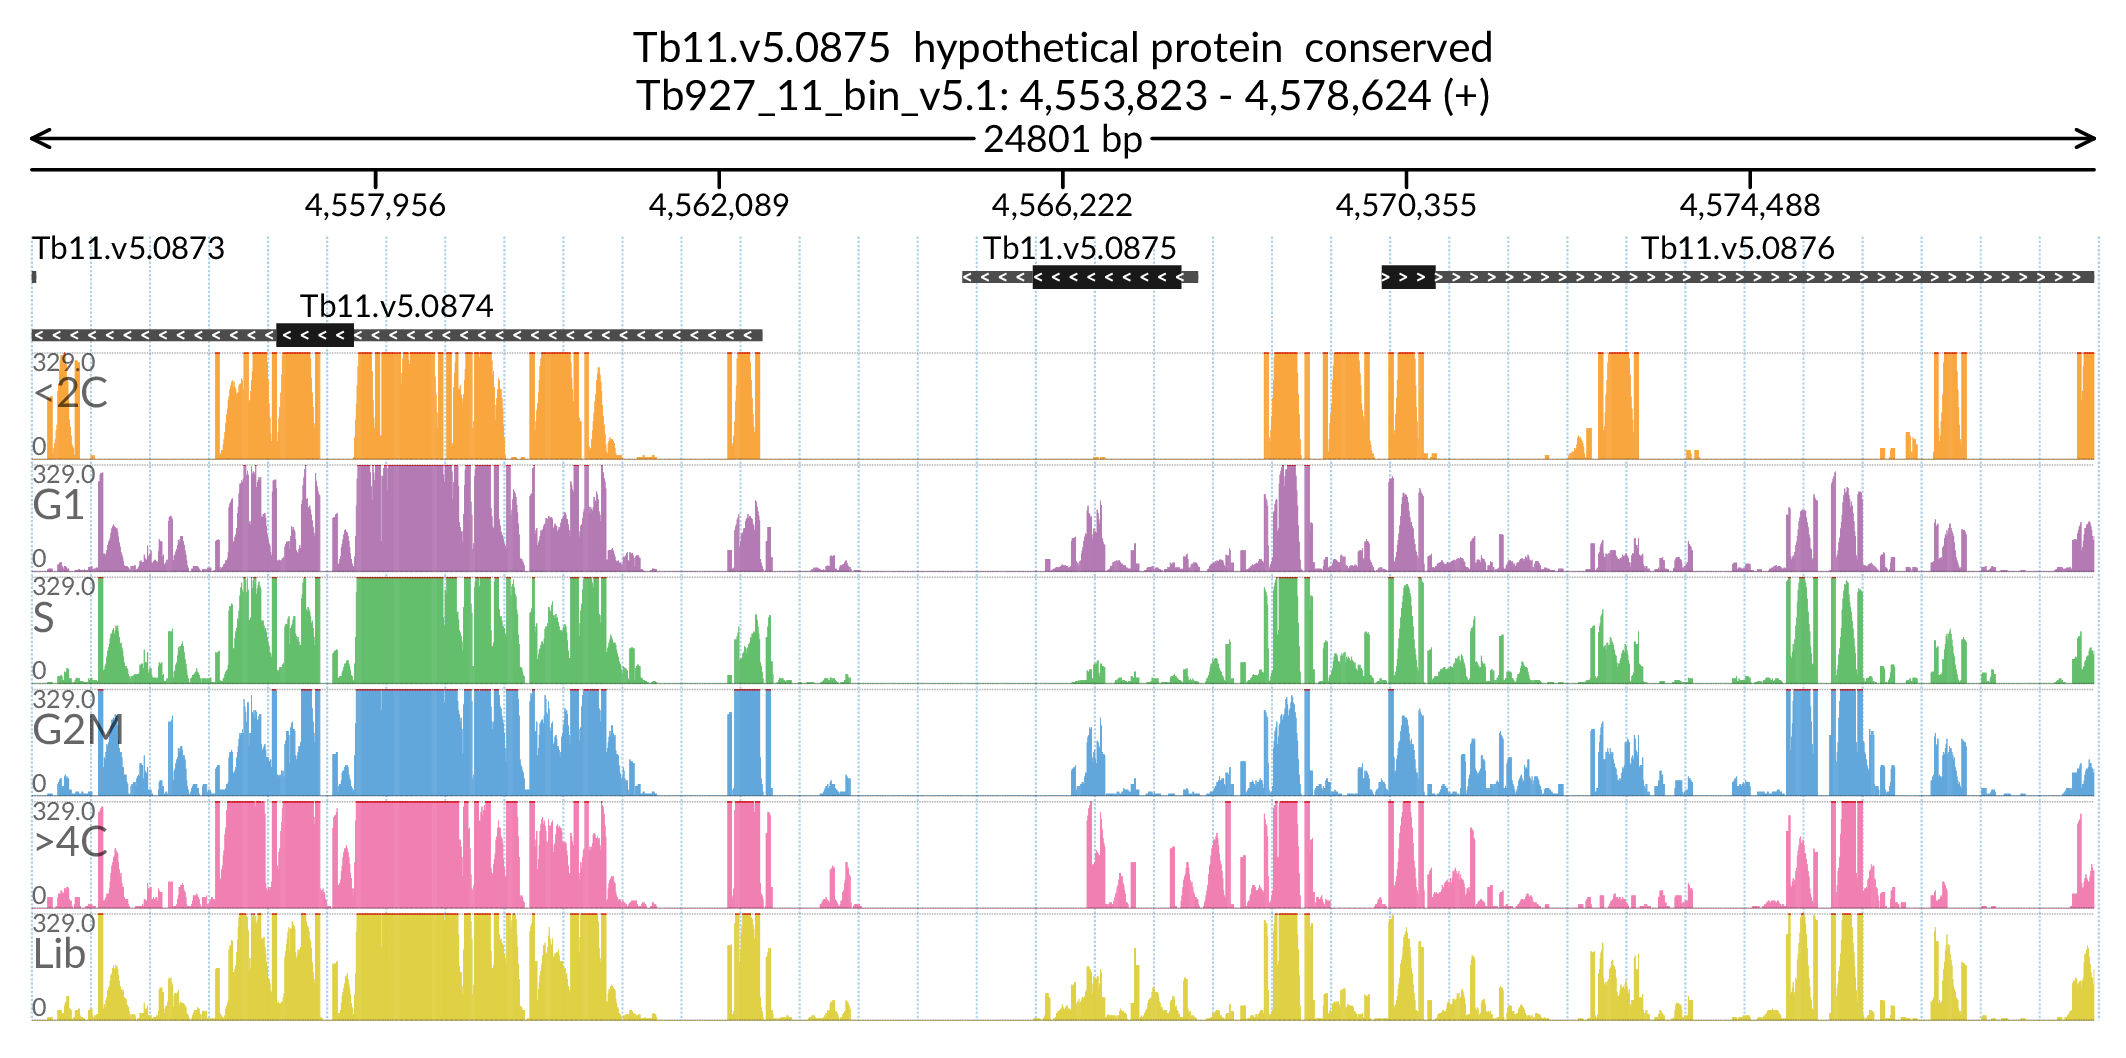 Tb11.v5.0875  hypothetical protein  conserved
Tb927_11_bin_v5.1: 4,553,823 - 4,578,624 (+)
24801 bp
4,557,956 4,562,089 4,566,222 4,570,355 4,574,488
Tb11.v5.0873 Tb11.v5.0875 Tb11.v5.0876
Tb11.v5.0874
329.0
<2C
0
329.0
G1
0
329.0
S
0
329.0
G2M
0
329.0
>4C
0
329.0
Lib
0